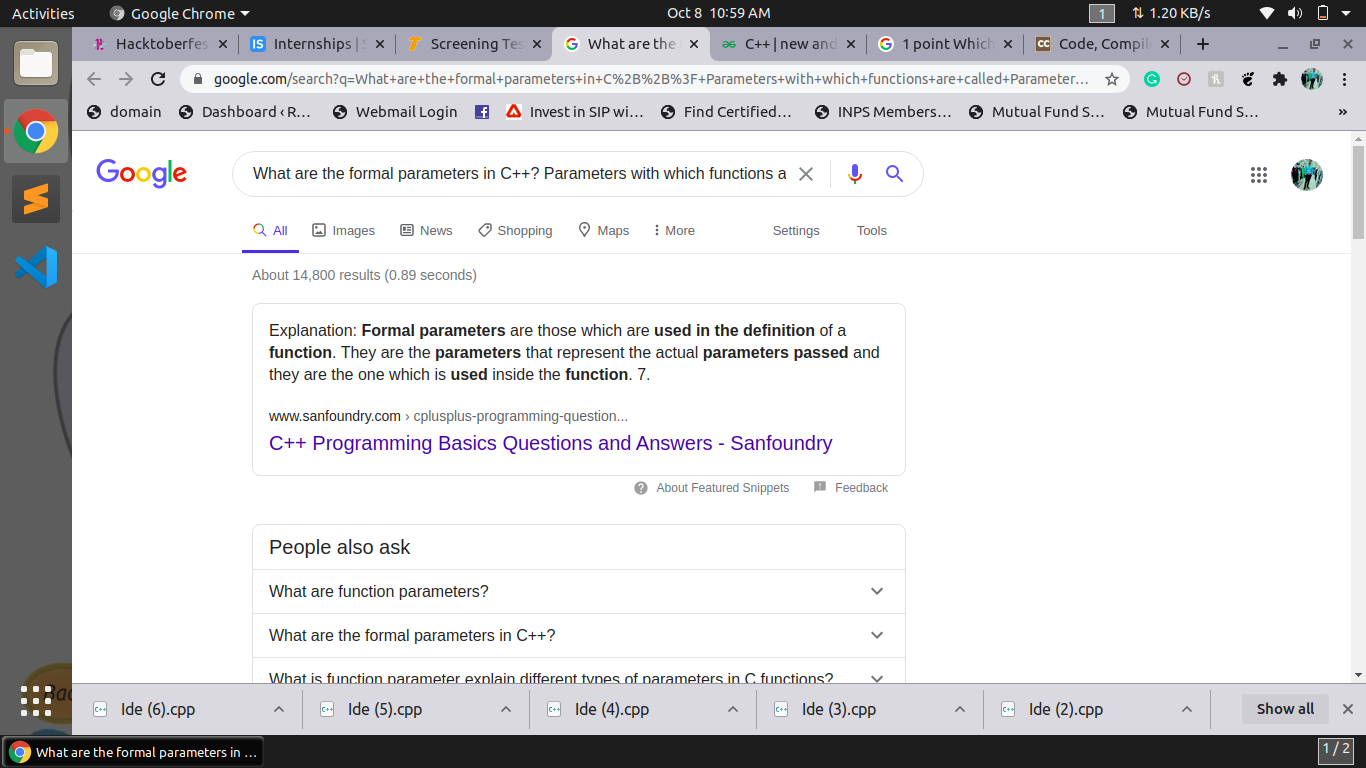 Activities Google Chrome Oct 8 10:59 AM 1 1.20 KB/s
Hacktoberfes Internships | S Screening Tes What are the C++ | new and 1 point Which Code, Compil
google.com/search?q=What+are+the+formal+parameters+in+C%2B%2B%3F+Parameters+with+which+functions+are+called+Parameter...
domain Dashboard ‹ R... Webmail Login Invest in SIP wi... Find Certified... INPS Members... Mutual Fund S... Mutual Fund S... »
Google
What are the formal parameters in C++? Parameters with which functions a
All Images News Shopping Maps More Settings Tools
About 14,800 results (0.89 seconds)
Explanation: Formal parameters are those which are used in the definition of a
function. They are the parameters that represent the actual parameters passed and
they are the one which is used inside the function. 7.
www.sanfoundry.com › cplusplus-programming-question...
C++ Programming Basics Questions and Answers - Sanfoundry
About Featured Snippets Feedback
People also ask
What are function parameters?
What are the formal parameters in C++?
What is function parameter explain different types of parameters in C functions?
Ide (6).cpp Ide (5).cpp Ide (4).cpp Ide (3).cpp Ide (2).cpp Show all
What are the formal parameters in ... 1 / 2